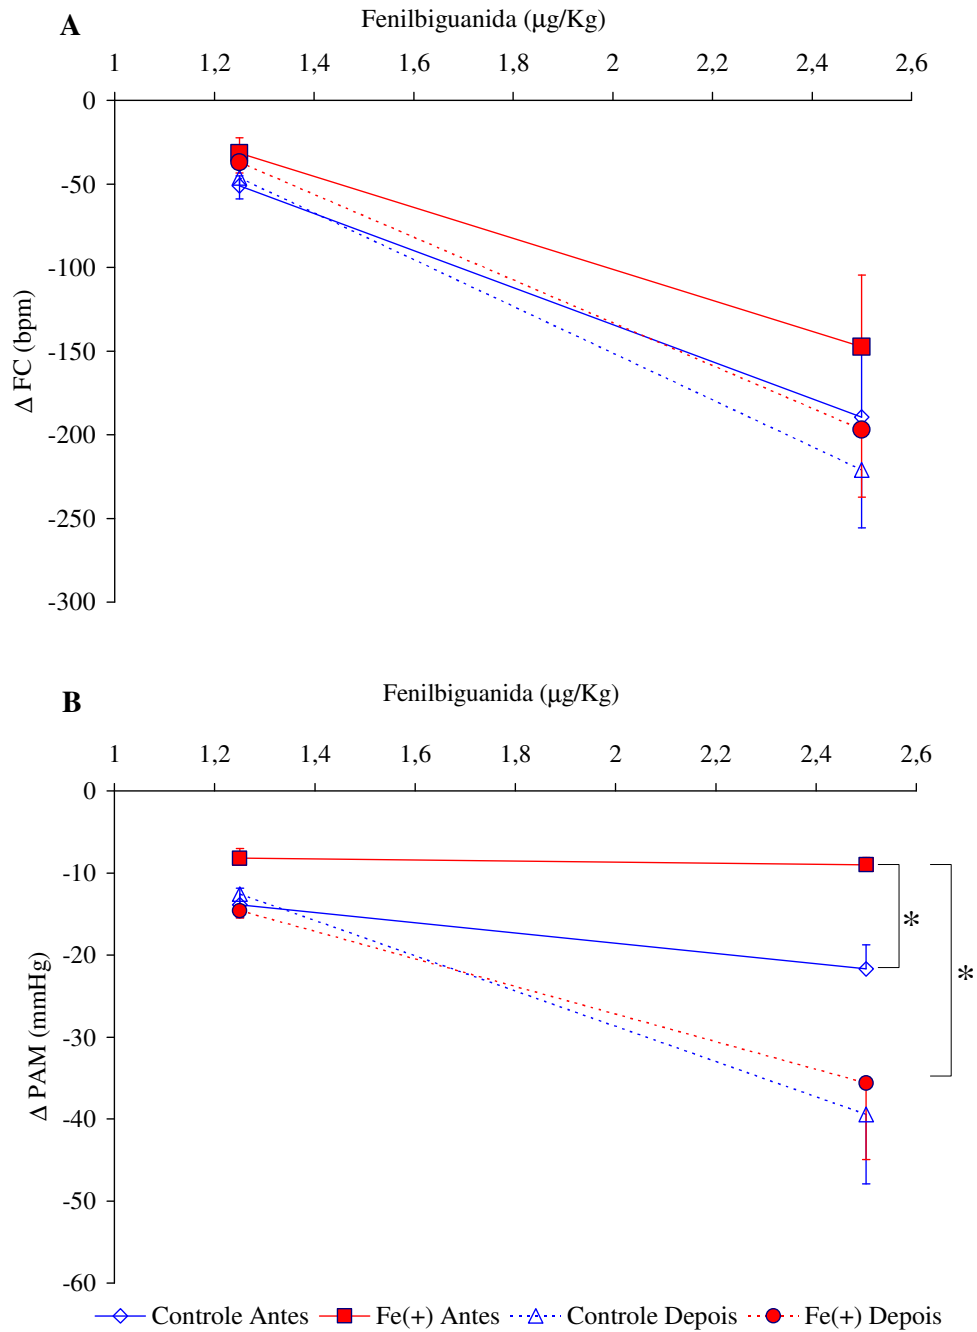 A
Fenilbiguanida (µg/Kg)
1 1,2 1,4 1,6 1,8 2 2,2 2,4 2,6
0
-50
-100
-150
-200
-250
-300
Δ FC (bpm)
B
Fenilbiguanida (µg/Kg)
1 1,2 1,4 1,6 1,8 2 2,2 2,4 2,6
0
-10
-20
-30
-40
-50
-60
Δ PAM (mmHg)
*
*
Controle Antes Fe(+) Antes Controle Depois Fe(+) Depois